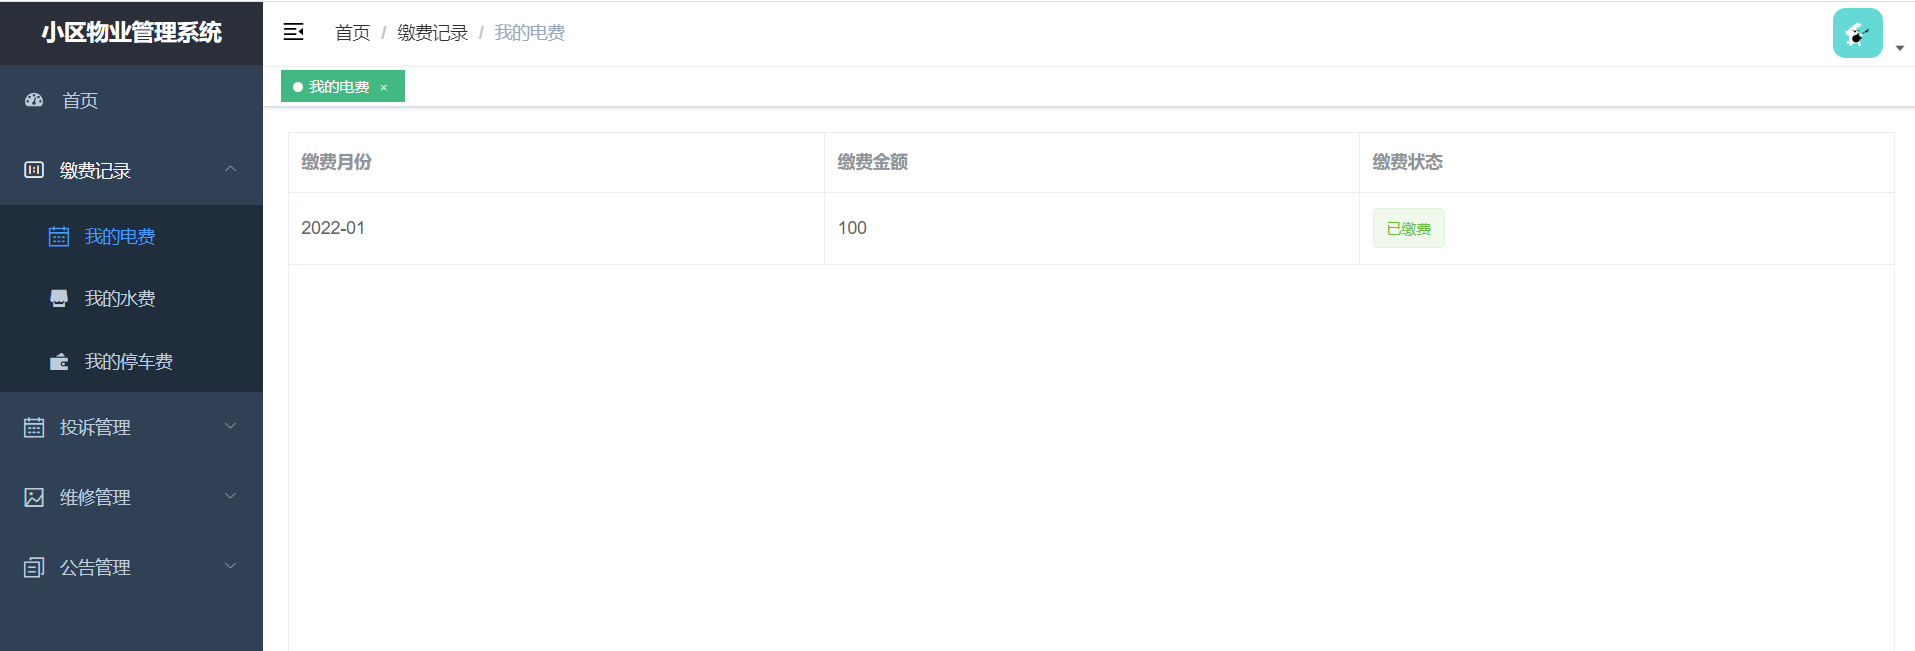 小区物业管理系统
首页 / 缴费记录 / 我的电费
我的电费 ×
首页
缴费记录
我的电费
我的水费
我的停车费
投诉管理
维修管理
公告管理
缴费月份 缴费金额 缴费状态
2022-01 100 已缴费